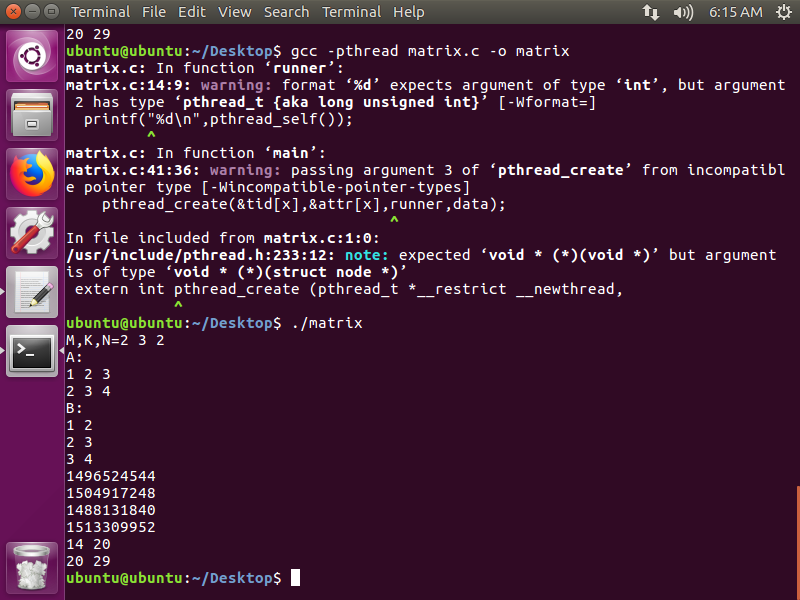 Terminal File Edit View Search Terminal Help 6:15 AM
20 29
ubuntu@ubuntu:~/Desktop$ gcc -pthread matrix.c -o matrix
matrix.c: In function ‘runner’:
matrix.c:14:9: warning: format ‘%d’ expects argument of type ‘int’, but argument
 2 has type ‘pthread_t {aka long unsigned int}’ [-Wformat=]
  printf("%d\n",pthread_self());
         ^
matrix.c: In function ‘main’:
matrix.c:41:36: warning: passing argument 3 of ‘pthread_create’ from incompatibl
e pointer type [-Wincompatible-pointer-types]
    pthread_create(&tid[x],&attr[x],runner,data);
                                    ^
In file included from matrix.c:1:0:
/usr/include/pthread.h:233:12: note: expected ‘void * (*)(void *)’ but argument
is of type ‘void * (*)(struct node *)’
 extern int pthread_create (pthread_t *__restrict __newthread,
            ^
ubuntu@ubuntu:~/Desktop$ ./matrix
M,K,N=2 3 2
A:
1 2 3
2 3 4
B:
1 2
2 3
3 4
1496524544
1504917248
1488131840
1513309952
14 20
20 29
ubuntu@ubuntu:~/Desktop$